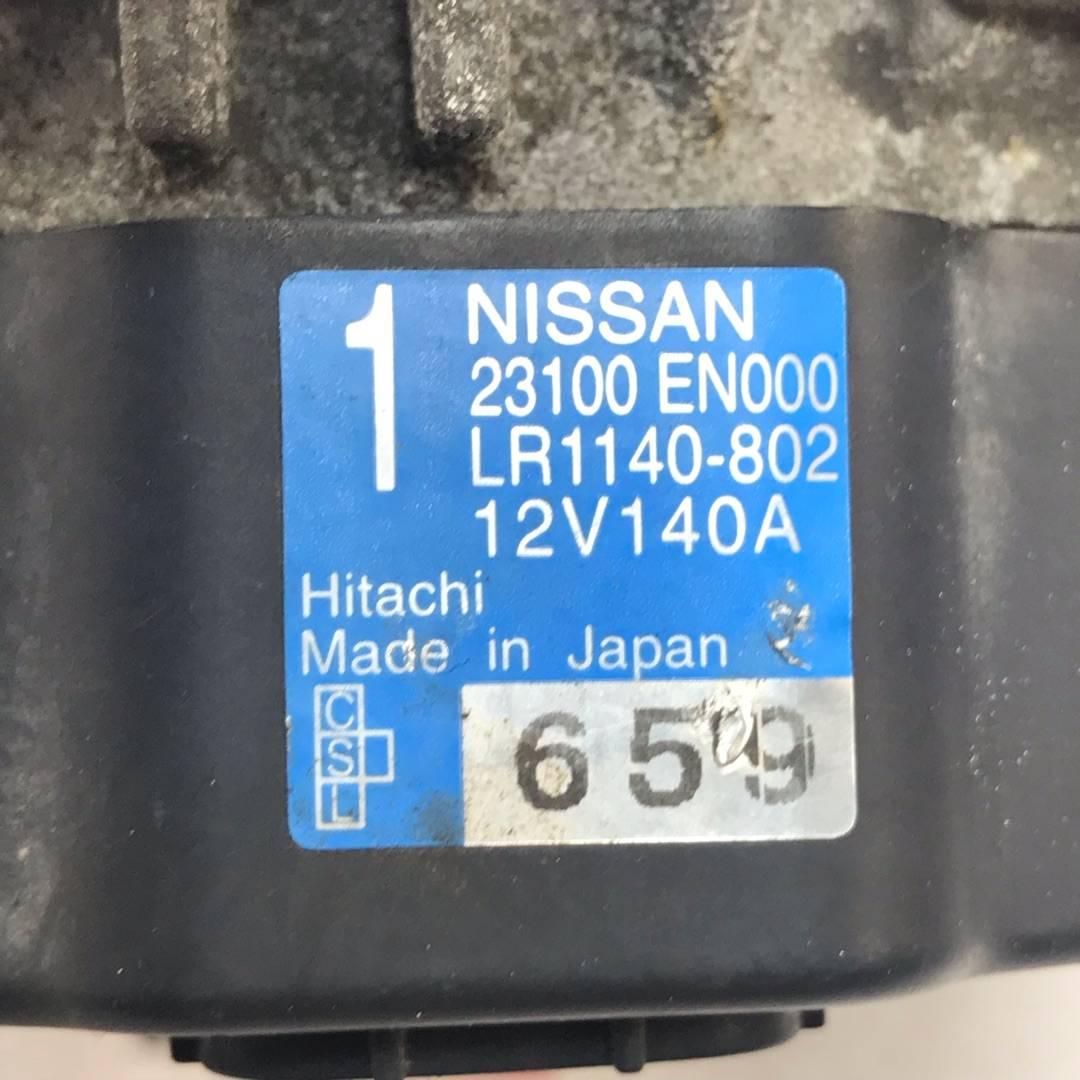 1
NISSAN
23100 EN000
LR1140-802
12V140A
Hitachi
Made in Japan
C
S
L
659